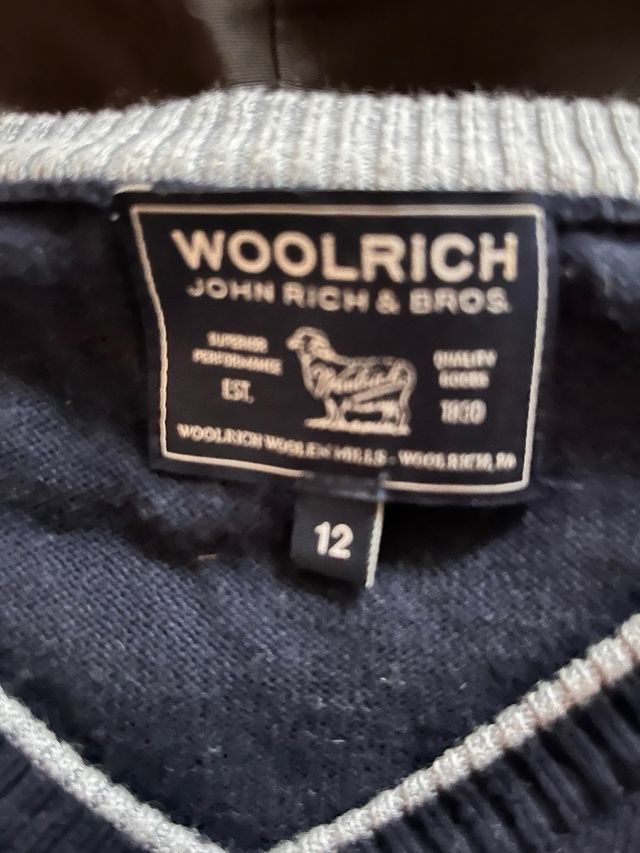 WOOLRICH
JOHN RICH & BROS.
SUPERIOR
PERFORMANCE
QUALITY
GOODS
EST.
1830
WOOLRICH WOOLEN MILLS - WOOLRICH, PA
12